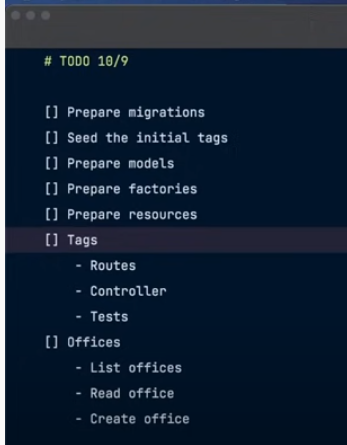 # TODO 10/9
[] Prepare migrations
[] Seed the initial tags
[] Prepare models
[] Prepare factories
[] Prepare resources
[] Tags
- Routes
- Controller
- Tests
[] Offices
- List offices
- Read office
- Create office